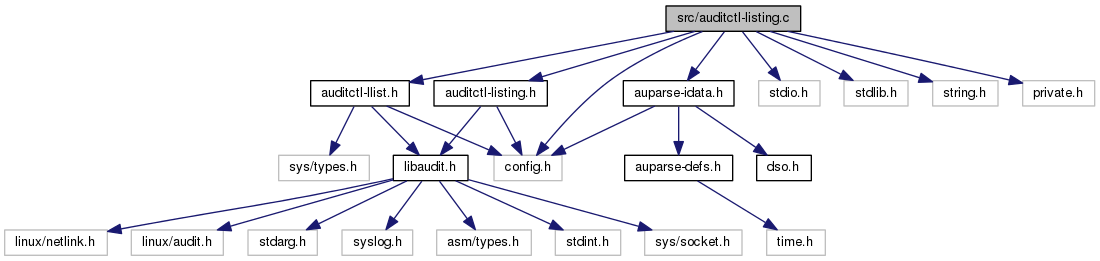 src/auditctl-listing.c
auditctl-llist.h
auditctl-listing.h
auparse-idata.h
stdio.h
stdlib.h
string.h
private.h
sys/types.h
libaudit.h
config.h
auparse-defs.h
dso.h
linux/netlink.h
linux/audit.h
stdarg.h
syslog.h
asm/types.h
stdint.h
sys/socket.h
time.h